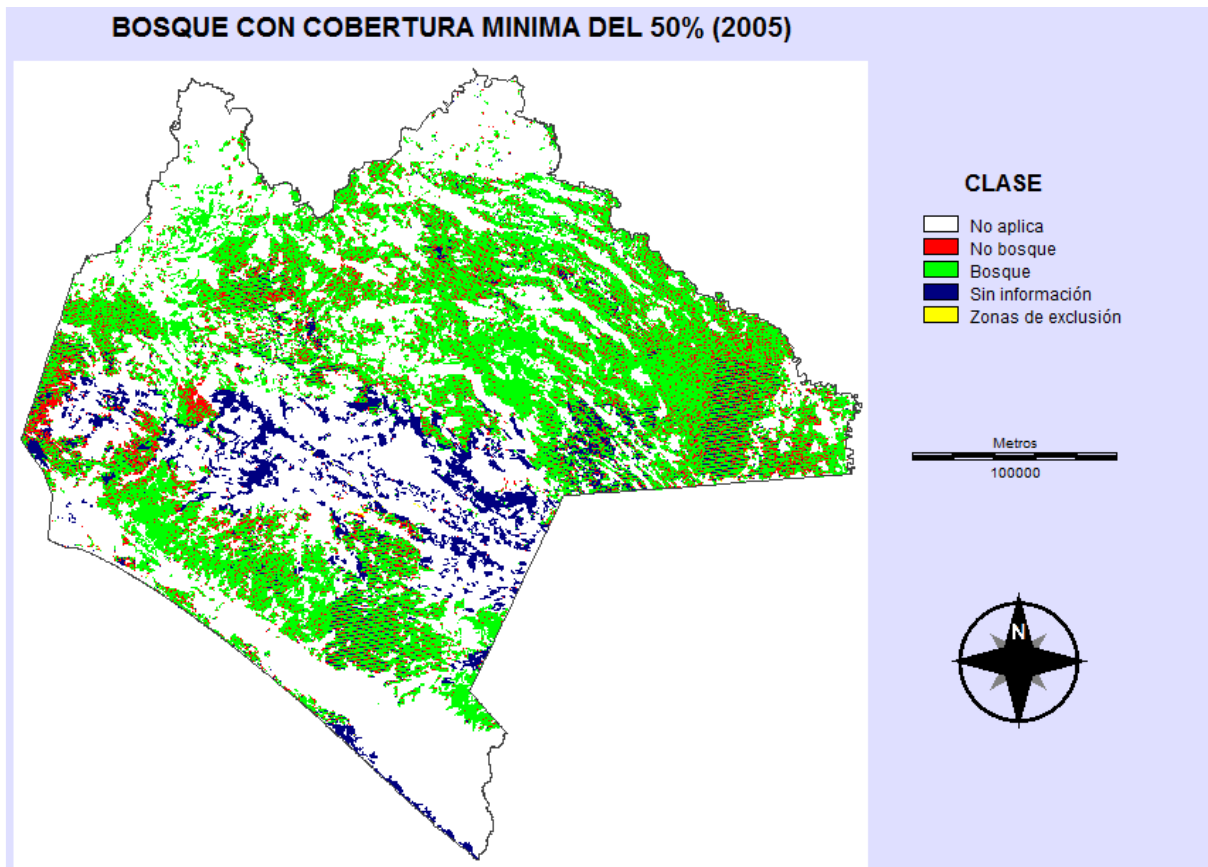 BOSQUE CON COBERTURA MINIMA DEL 50% (2005)
CLASE
No aplica
No bosque
Bosque
Sin información
Zonas de exclusión
Metros
100000
N